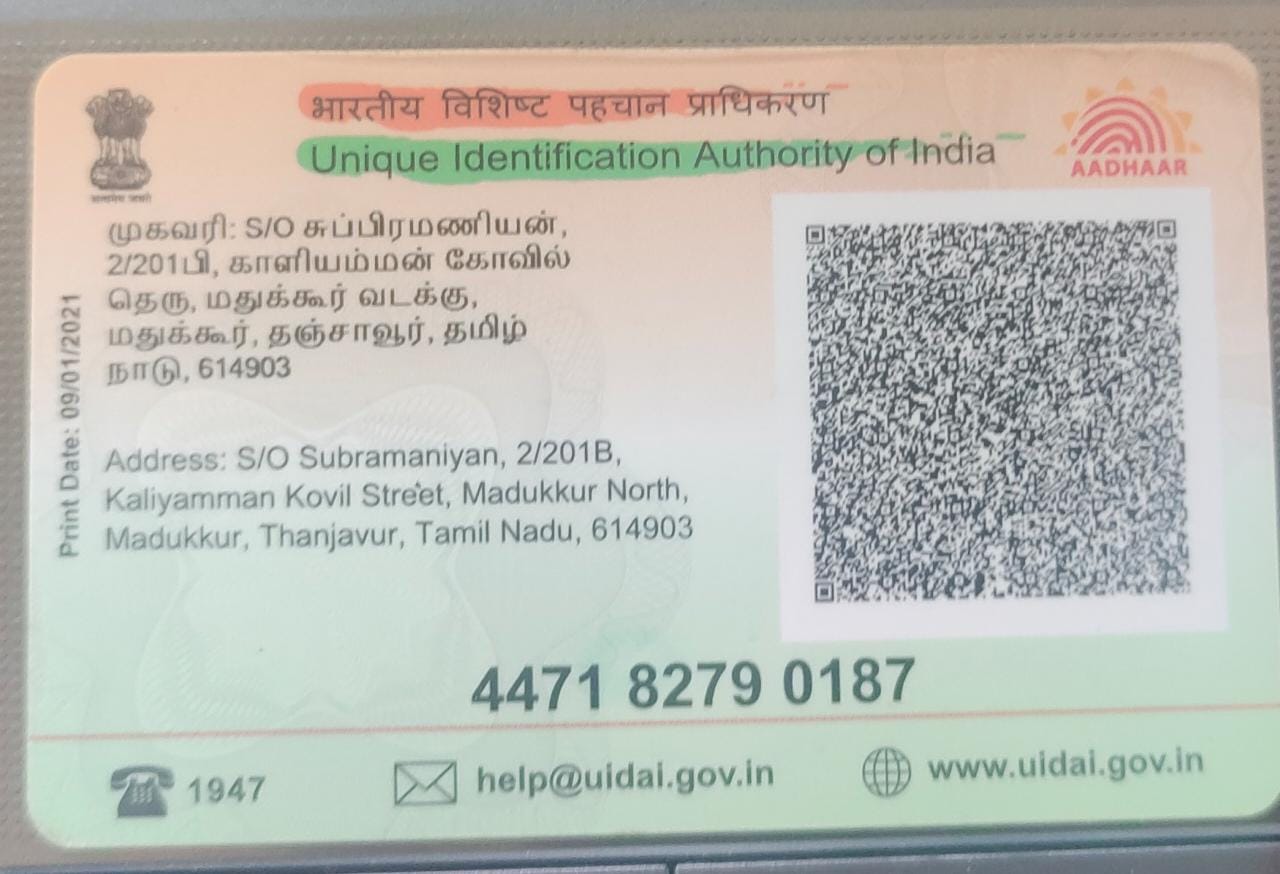 भारतीय विशिष्ट पहचान प्राधिकरण
Unique Identification Authority of India
AADHAAR
सत्यमेव जयते
முகவரி: S/O சுப்பிரமணியன்,
2/201பி, காளியம்மன் கோவில்
தெரு, மதுக்கூர் வடக்கு,
மதுக்கூர், தஞ்சாவூர், தமிழ்
நாடு, 614903
Print Date: 09/01/2021
Address: S/O Subramaniyan, 2/201B,
Kaliyamman Kovil Street, Madukkur North,
Madukkur, Thanjavur, Tamil Nadu, 614903
4471 8279 0187
1947
help@uidai.gov.in
www.uidai.gov.in